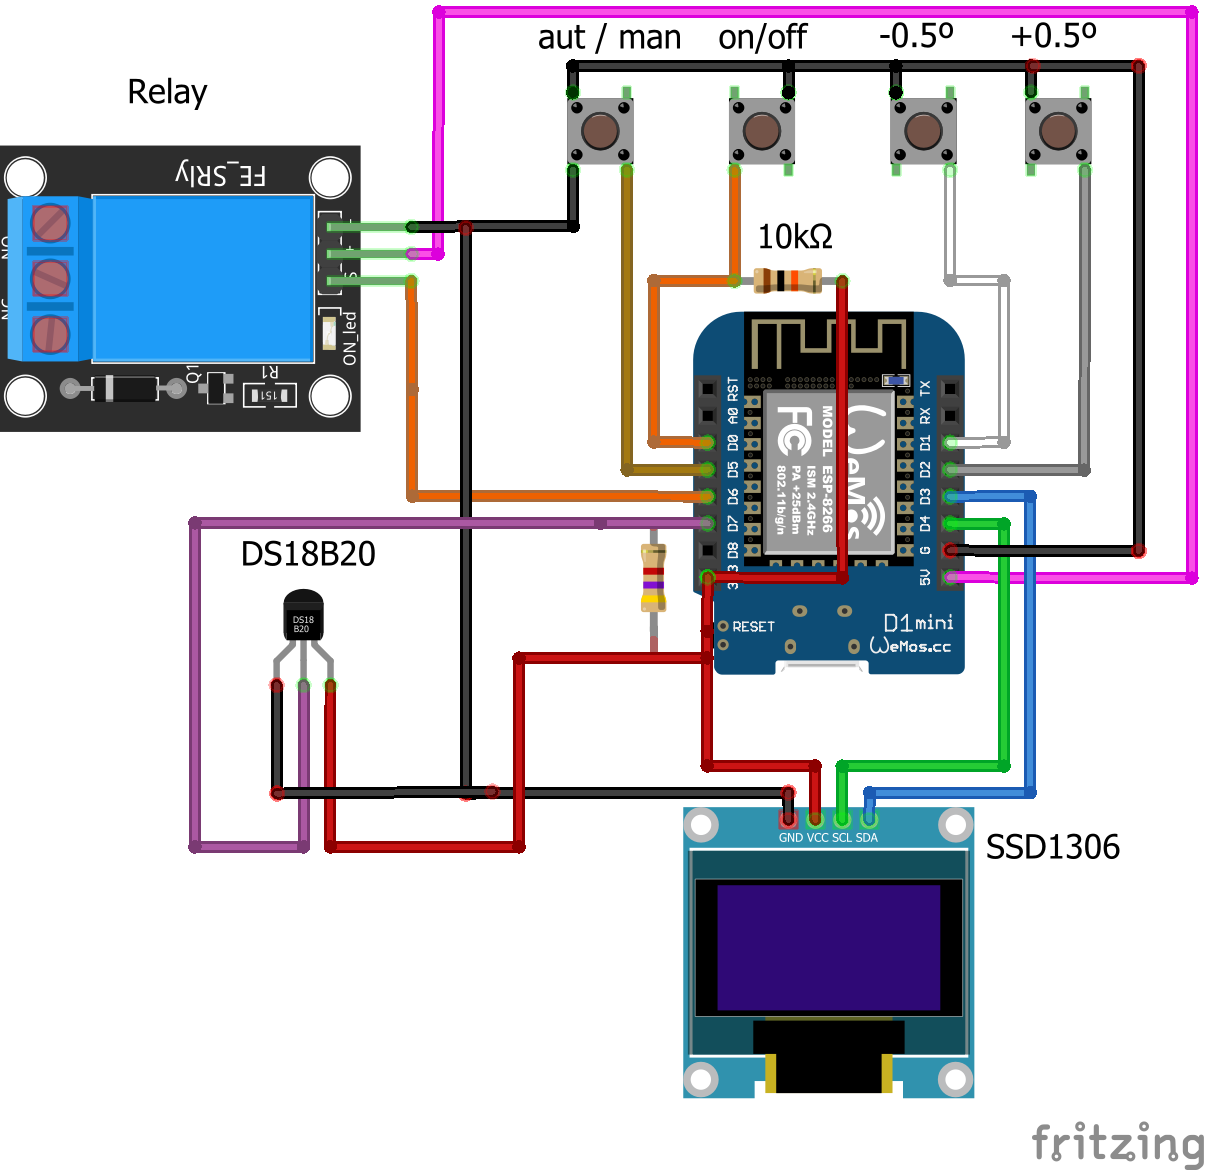 aut / man
on/off
-0.5º
+0.5º
Relay
FE_SRly
NO
NC
-
+
S
ON_led
Q1
R1
151
10kΩ
RST
A0
D0
D5
D6
D7
D8
3V3
TX
RX
D1
D2
D3
D4
G
5V
WeMos
MODEL ESP-8266
ISM 2.4GHz
PA +25dBm
802.11b/g/n
FC
RESET
D1mini
WeMos.cc
DS18B20
DS18
B20
GND VCC SCL SDA
SSD1306
fritzing